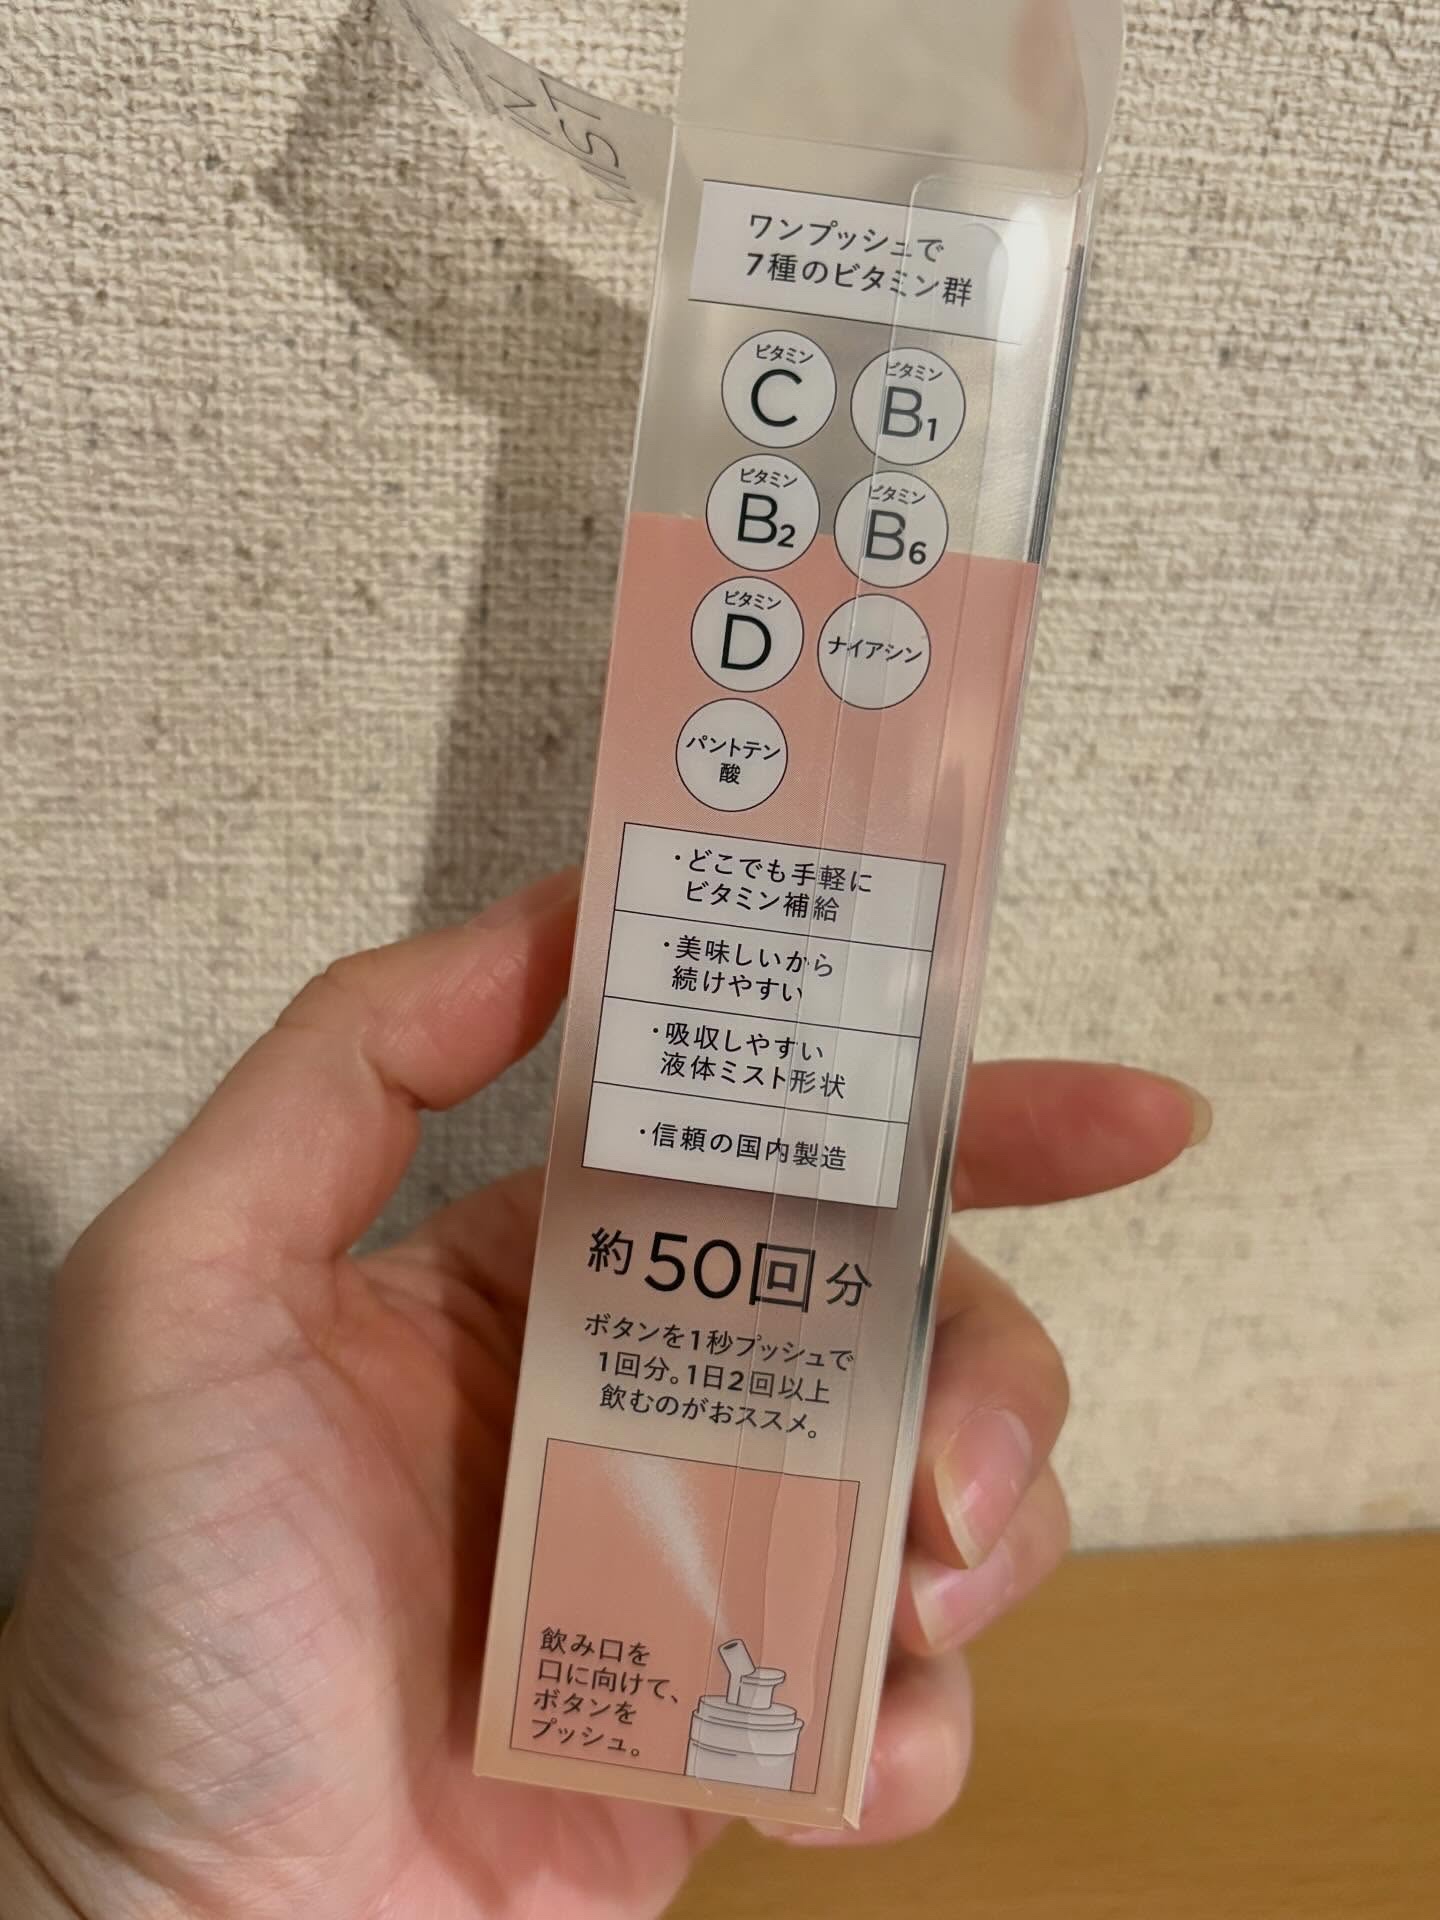 ワンプッシュで
7種のビタミン群
ビタミン
C
ビタミン
B1
ビタミン
B2
ビタミン
B6
ビタミン
D
ナイアシン
パントテン
酸
・どこでも手軽に
ビタミン補給
・美味しいから
続けやすい
・吸収しやすい
液体ミスト形状
・信頼の国内製造
約50回分
ボタンを1秒プッシュで
1回分。1日2回以上
飲むのがおススメ。
飲み口を
口に向けて、
ボタンを
プッシュ。